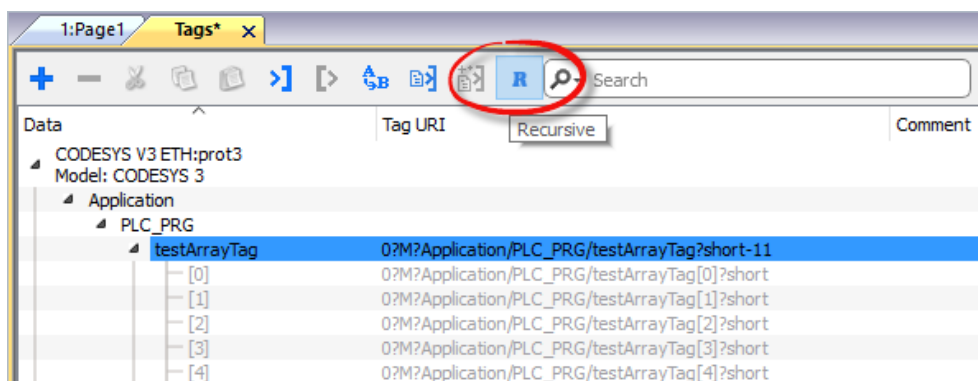 1:Page1 Tags* x
AB R Search
Data Tag URI Recursive Comment
CODESYS V3 ETH:prot3
Model: CODESYS 3
Application
PLC_PRG
testArrayTag 0?M?Application/PLC_PRG/testArrayTag?short-11
[0] 0?M?Application/PLC_PRG/testArrayTag[0]?short
[1] 0?M?Application/PLC_PRG/testArrayTag[1]?short
[2] 0?M?Application/PLC_PRG/testArrayTag[2]?short
[3] 0?M?Application/PLC_PRG/testArrayTag[3]?short
[4] 0?M?Application/PLC_PRG/testArrayTag[4]?short